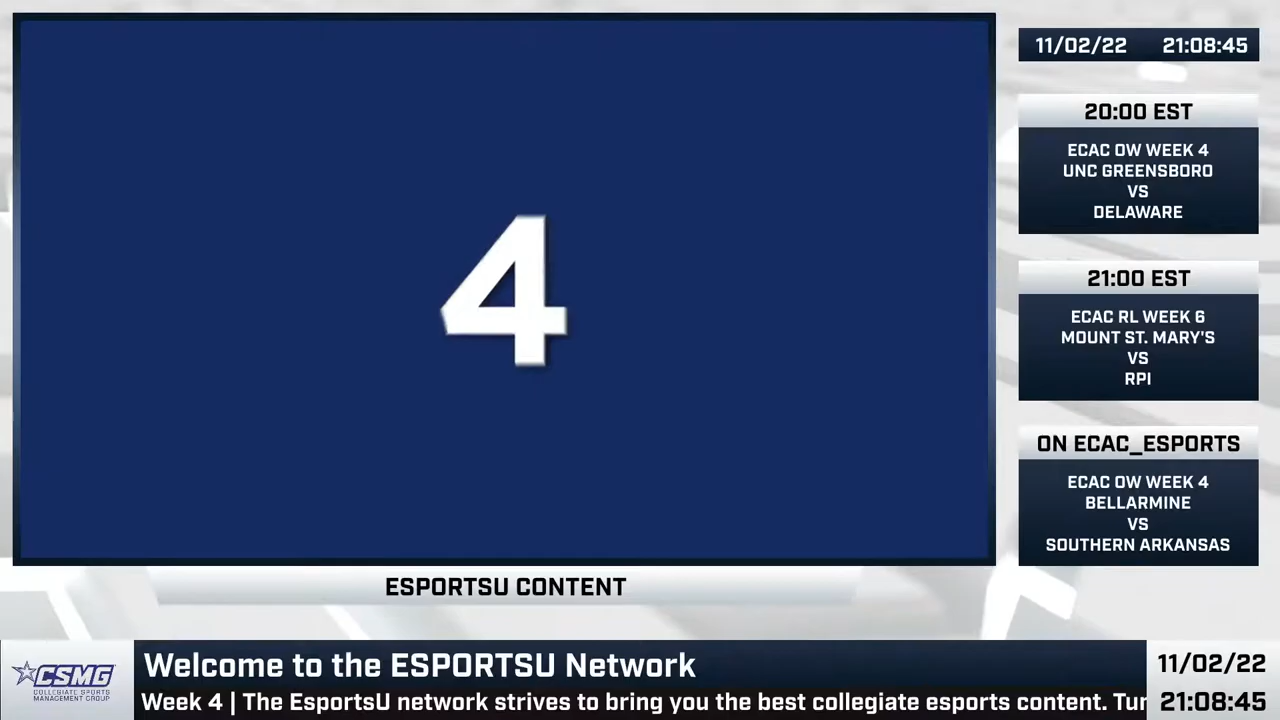 11/02/22 21:08:45
4
20:00 EST
ECAC OW WEEK 4
UNC GREENSBORO
VS
DELAWARE
21:00 EST
ECAC RL WEEK 6
MOUNT ST. MARY'S
VS
RPI
ON ECAC_ESPORTS
ECAC OW WEEK 4
BELLARMINE
VS
SOUTHERN ARKANSAS
ESPORTSU CONTENT
CSMG
COLLEGIATE SPORTS
MANAGEMENT GROUP
Welcome to the ESPORTSU Network
Week 4 | The EsportsU network strives to bring you the best collegiate esports content.
11/02/22
21:08:45